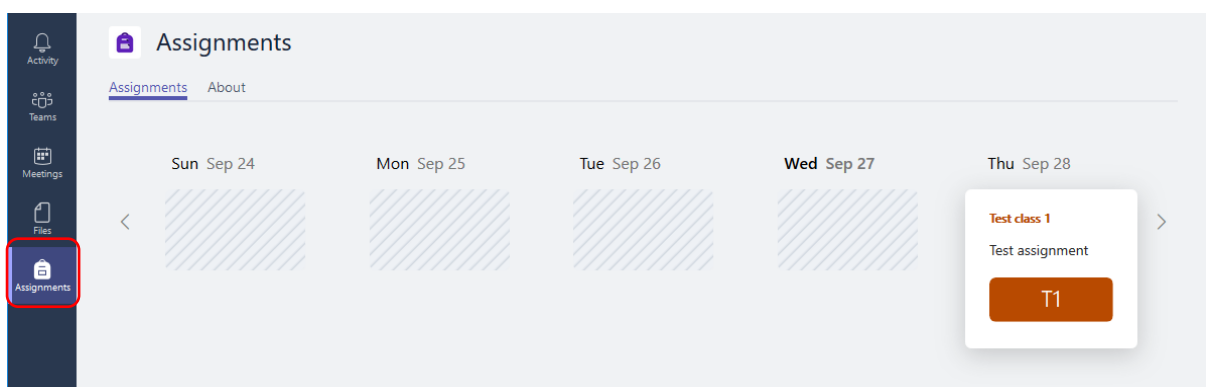 Activity
Teams
Meetings
Files
Assignments
Assignments
Assignments About
Sun Sep 24 Mon Sep 25 Tue Sep 26 Wed Sep 27 Thu Sep 28
Test class 1
Test assignment
T1